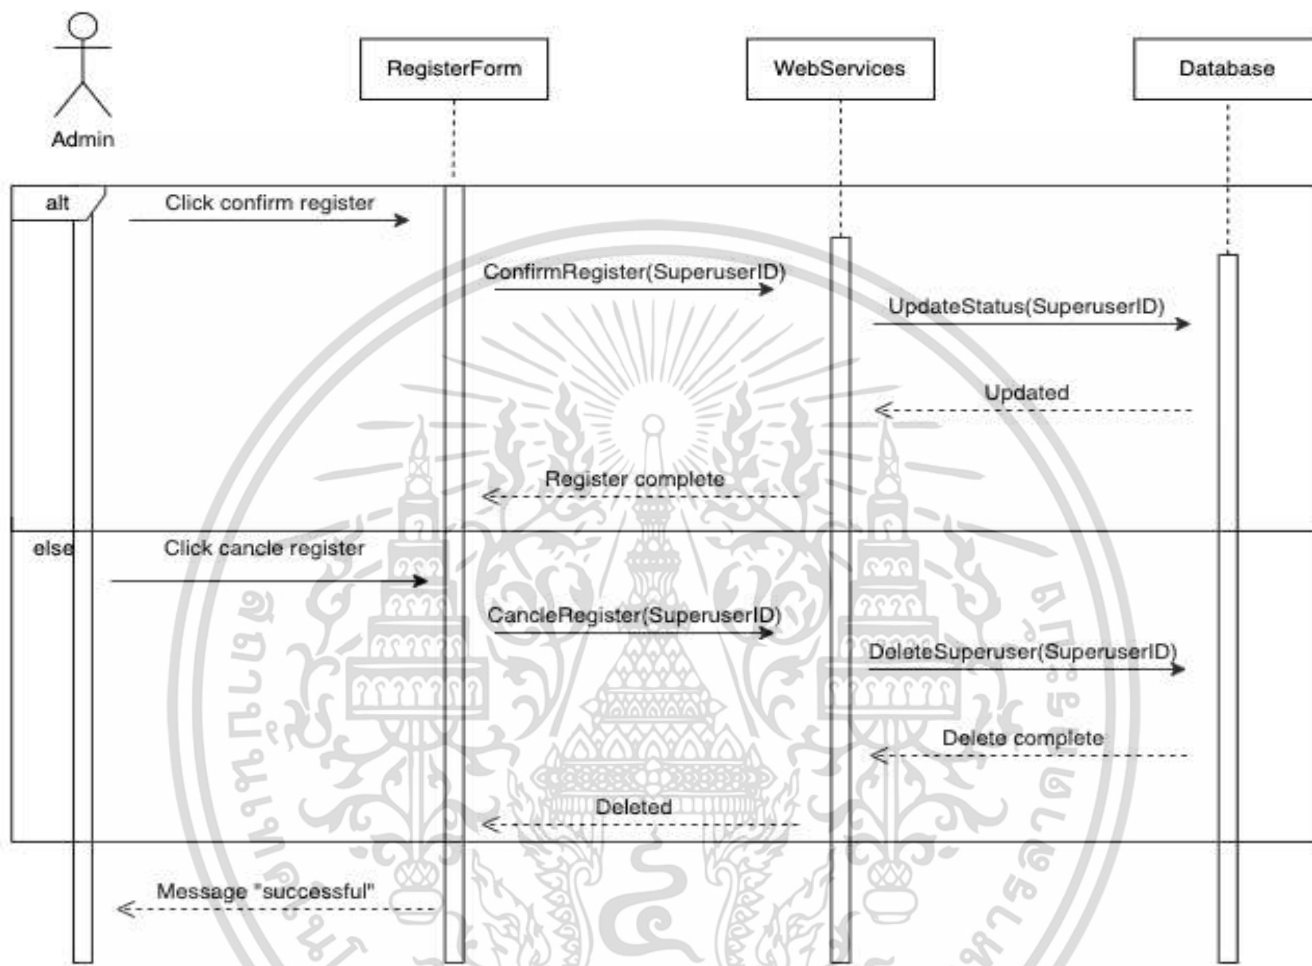 RegisterForm
WebServices
Database
Admin
alt
Click confirm register
ConfirmRegister(SuperuserID)
UpdateStatus(SuperuserID)
Updated
Register complete
else
Click cancle register
CancleRegister(SuperuserID)
DeleteSuperuser(SuperuserID)
Delete complete
Deleted
Message "successful"